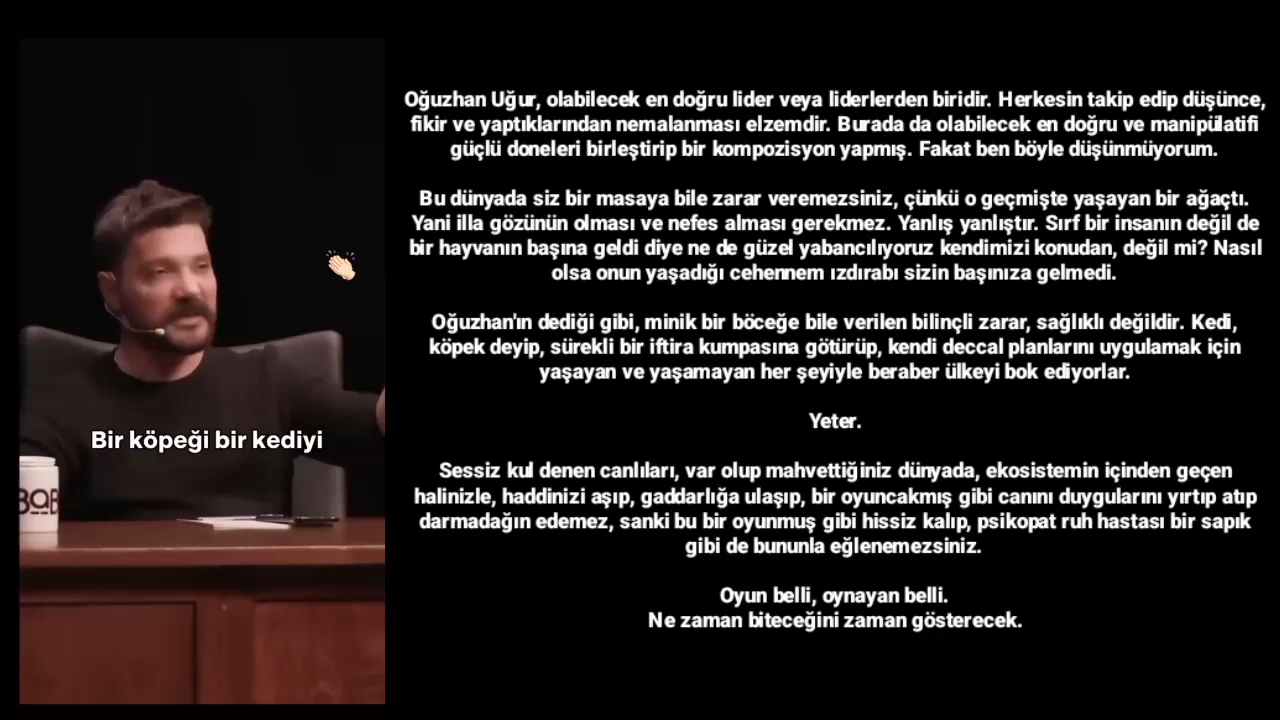 Bir köpeği bir kediyi
BaB
Oğuzhan Uğur, olabilecek en doğru lider veya liderlerden biridir. Herkesin takip edip düşünce,
fikir ve yaptıklarından nemalanması elzemdir. Burada da olabilecek en doğru ve manipülatifi
güçlü doneleri birleştirip bir kompozisyon yapmış. Fakat ben böyle düşünmüyorum.
Bu dünyada siz bir masaya bile zarar veremezsiniz, çünkü o geçmişte yaşayan bir ağaçtı.
Yani illa gözünün olması ve nefes alması gerekmez. Yanlış yanlıştır. Sırf bir insanın değil de
bir hayvanın başına geldi diye ne de güzel yabancılıyoruz kendimizi konudan, değil mi? Nasıl
olsa onun yaşadığı cehennem ızdırabı sizin başınıza gelmedi.
Oğuzhan'ın dediği gibi, minik bir böceğe bile verilen bilinçli zarar, sağlıklı değildir. Kedi,
köpek deyip, sürekli bir iftira kumpasına götürüp, kendi deccal planlarını uygulamak için
yaşayan ve yaşamayan her şeyiyle beraber ülkeyi bok ediyorlar.
Yeter.
Sessiz kul denen canlıları, var olup mahvettiğiniz dünyada, ekosistemin içinden geçen
halinizle, haddinizi aşıp, gaddarlığa ulaşıp, bir oyuncakmış gibi canını duygularını yırtıp atıp
darmadağın edemez, sanki bu bir oyunmuş gibi hissiz kalıp, psikopat ruh hastası bir sapık
gibi de bununla eğlenemezsiniz.
Oyun belli, oynayan belli.
Ne zaman biteceğini zaman gösterecek.